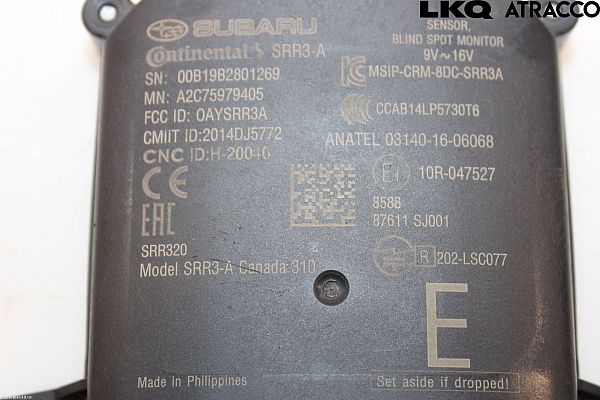 LKQ ATRACCO
SUBARU
SENSOR,
BLIND SPOT MONITOR
9V~16V
Continental SRR3-A
MSIP-CRM-BDC-SRR3A
SN: 00B19B2801269
MN: A2C75979405
CCAB14LP5730T6
FCC ID: OAYSRR3A
CMIIT ID:2014DJ5772
ANATEL 03140-16-06068
CNC ID:H-20046
CE
E1 10R-047527
8588
87611 SJ001
EAC
SRR320
R 202-LSC077
Model SRR3-A Canada 310
E
Made in Philippines
Set aside if dropped!